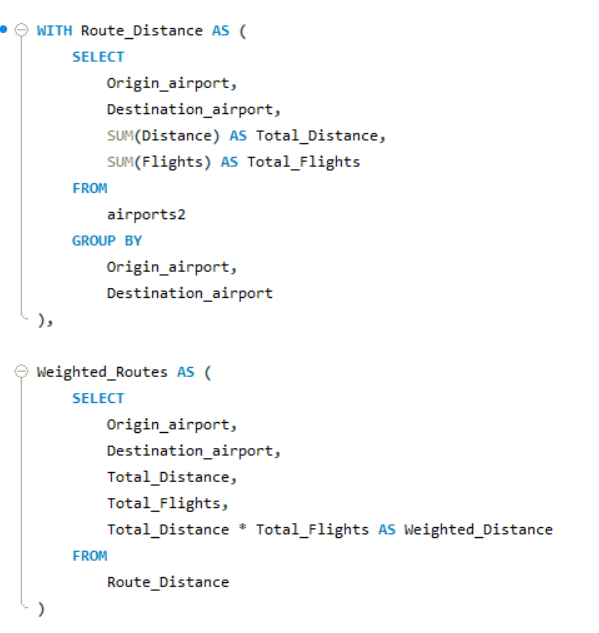 WITH Route_Distance AS (
SELECT
Origin_airport,
Destination_airport,
SUM(Distance) AS Total_Distance,
SUM(Flights) AS Total_Flights
FROM
airports2
GROUP BY
Origin_airport,
Destination_airport
),
Weighted_Routes AS (
SELECT
Origin_airport,
Destination_airport,
Total_Distance,
Total_Flights,
Total_Distance * Total_Flights AS Weighted_Distance
FROM
Route_Distance
)